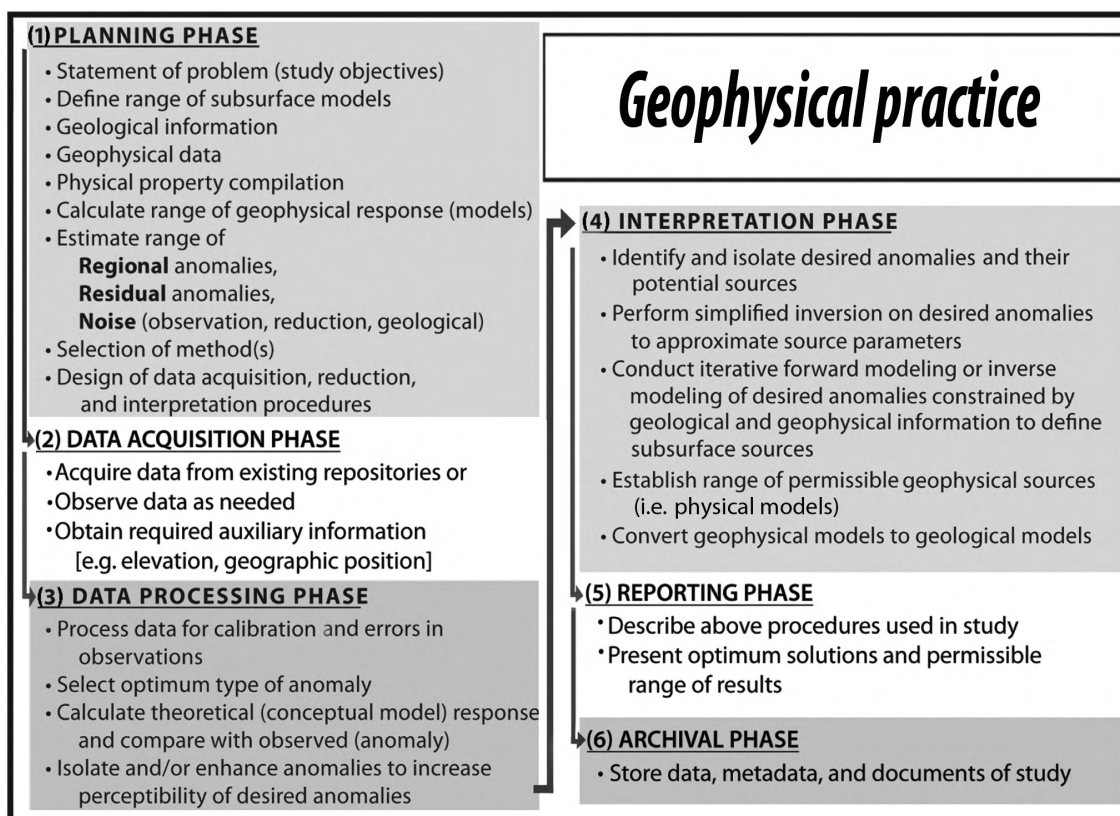 (1) PLANNING PHASE
• Statement of problem (study objectives)
• Define range of subsurface models
• Geological information
• Geophysical data
• Physical property compilation
• Calculate range of geophysical response (models)
• Estimate range of
Regional anomalies,
Residual anomalies,
Noise (observation, reduction, geological)
• Selection of method(s)
• Design of data acquisition, reduction,
and interpretation procedures
(2) DATA ACQUISITION PHASE
• Acquire data from existing repositories or
• Observe data as needed
• Obtain required auxiliary information
[e.g. elevation, geographic position]
(3) DATA PROCESSING PHASE
• Process data for calibration and errors in
observations
• Select optimum type of anomaly
• Calculate theoretical (conceptual model) response
and compare with observed (anomaly)
• Isolate and/or enhance anomalies to increase
perceptibility of desired anomalies
Geophysical practice
(4) INTERPRETATION PHASE
• Identify and isolate desired anomalies and their
potential sources
• Perform simplified inversion on desired anomalies
to approximate source parameters
• Conduct iterative forward modeling or inverse
modeling of desired anomalies constrained by
geological and geophysical information to define
subsurface sources
• Establish range of permissible geophysical sources
(i.e. physical models)
• Convert geophysical models to geological models
(5) REPORTING PHASE
• Describe above procedures used in study
• Present optimum solutions and permissible
range of results
(6) ARCHIVAL PHASE
• Store data, metadata, and documents of study